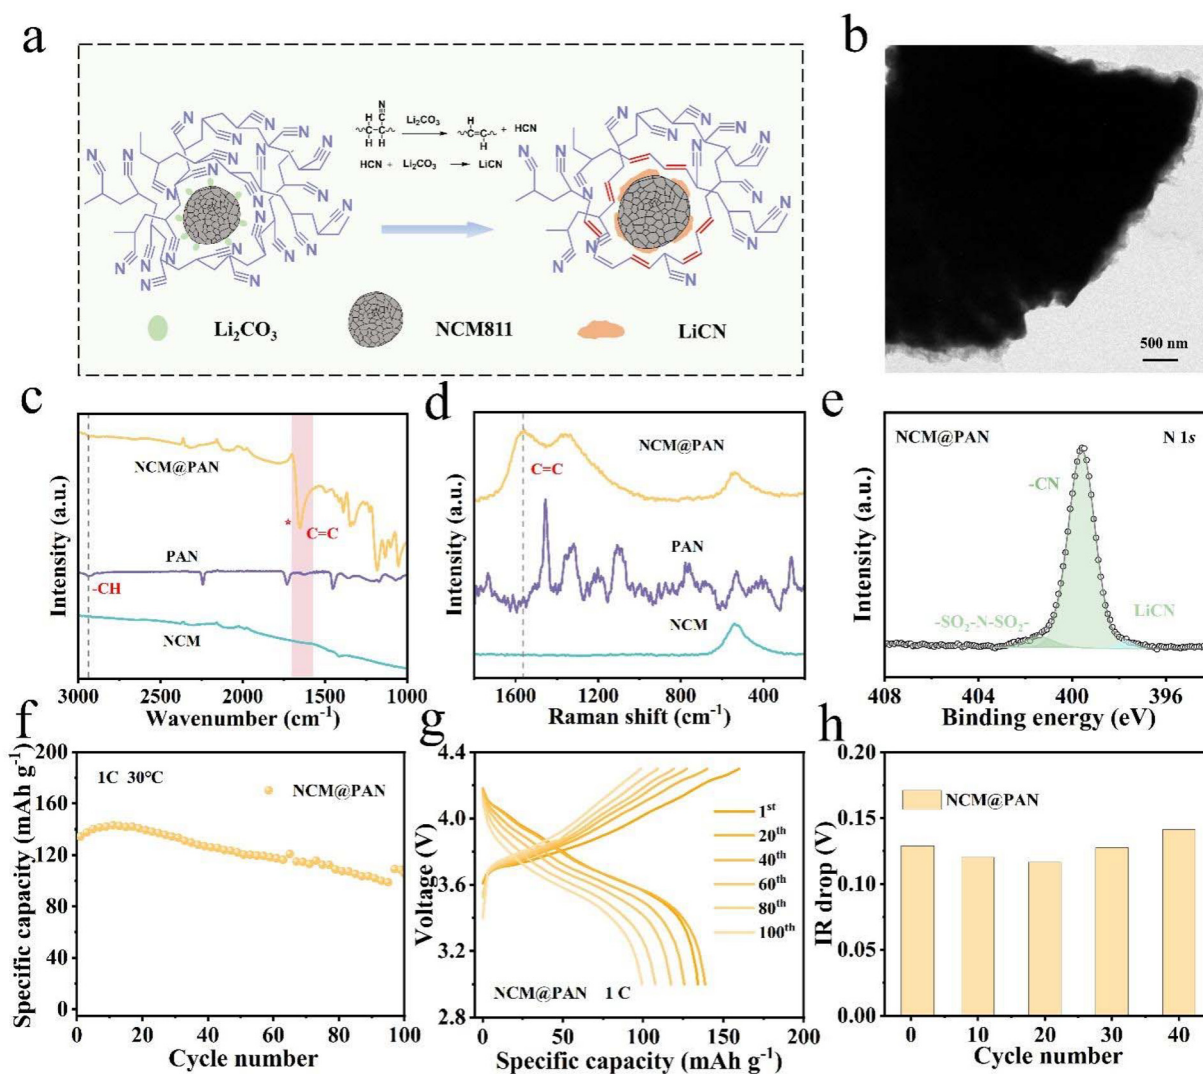 a
N N N N N N N N N N N N N N N N N N
H
N
C
H
C-C
H H
Li₂CO₃
H
H
+ HCN
HCN + Li₂CO₃
LiCN
N N N N N N N N N N N N N N N N
Li₂CO₃
NCM811
LiCN
b
500 nm
c
Intensity (a.u.)
NCM@PAN
*
C=C
PAN
-CH
NCM
3000 2500 2000 1500 1000
Wavenumber (cm⁻¹)
d
Intensity (a.u.)
NCM@PAN
C=C
PAN
NCM
1600 1200 800 400
Raman shift (cm⁻¹)
e
Intensity (a.u.)
NCM@PAN
N 1s
-CN
-SO₂-N-SO₂-
LiCN
408 404 400 396
Binding energy (eV)
f
Specific capacity (mAh g⁻¹)
200
160
120
80
40
0
1C 30°C
NCM@PAN
0 20 40 60 80 100
Cycle number
g
Voltage (V)
4.4
4.0
3.6
3.2
2.8
1ˢᵗ
20ᵗʰ
40ᵗʰ
60ᵗʰ
80ᵗʰ
100ᵗʰ
NCM@PAN 1 C
0 50 100 150 200
Specific capacity (mAh g⁻¹)
h
IR drop (V)
0.20
0.15
0.10
0.05
0.00
NCM@PAN
0 10 20 30 40
Cycle number